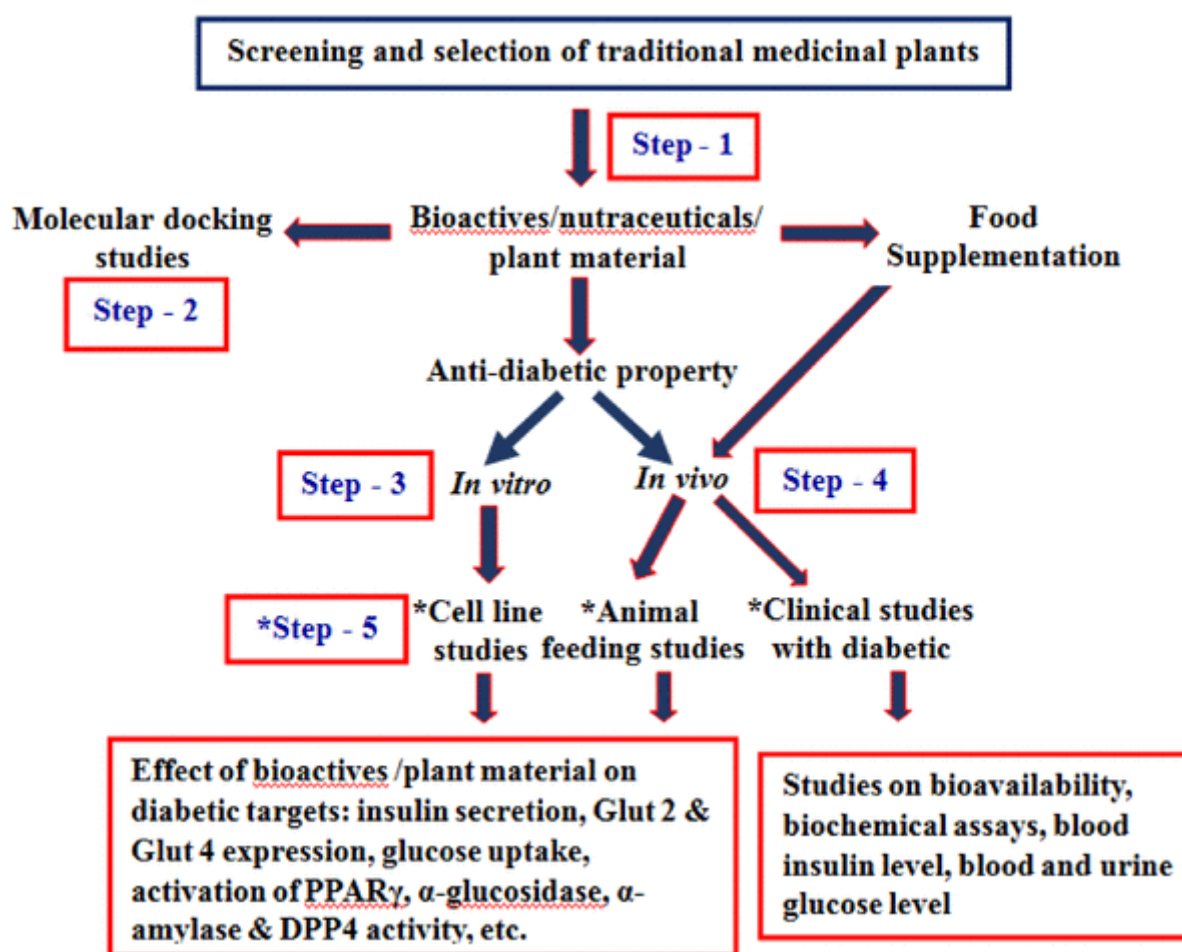 Screening and selection of traditional medicinal plants
Step - 1
Molecular docking
studies
Bioactives/nutraceuticals/
plant material
Food
Supplementation
Step - 2
Anti-diabetic property
Step - 3
In vitro
In vivo
Step - 4
*Step - 5
*Cell line
studies
*Animal
feeding studies
*Clinical studies
with diabetic
Effect of bioactives /plant material on
diabetic targets: insulin secretion, Glut 2 &
Glut 4 expression, glucose uptake,
activation of PPARγ, α-glucosidase, α-
amylase & DPP4 activity, etc.
Studies on bioavailability,
biochemical assays, blood
insulin level, blood and urine
glucose level